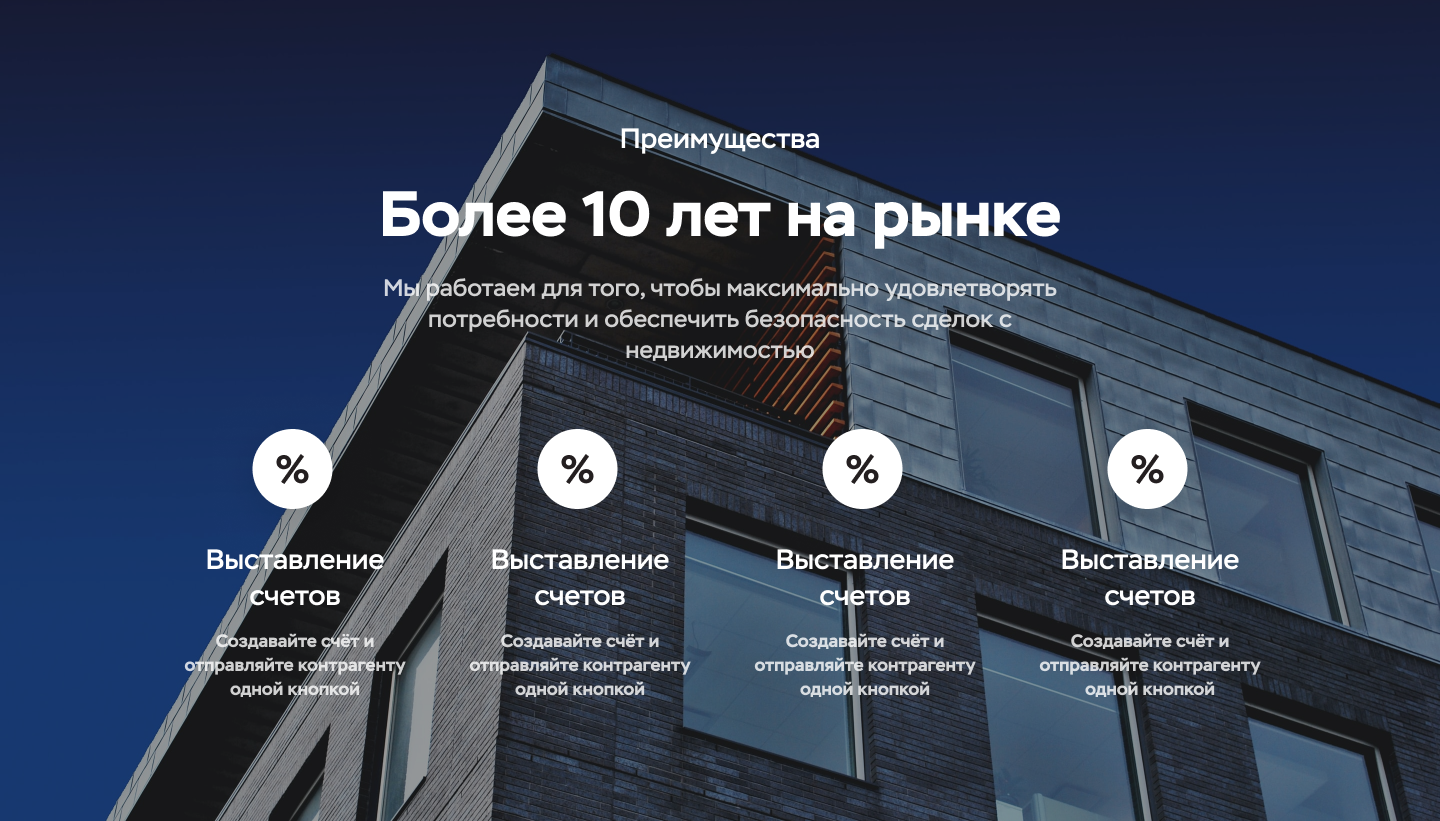 Преимущества
Более 10 лет на рынке
Мы работаем для того, чтобы максимально удовлетворять
потребности и обеспечить безопасность сделок с
недвижимостью
%
%
%
%
Выставление
счетов
Создавайте счёт и
отправляйте контрагенту
одной кнопкой
Выставление
счетов
Создавайте счёт и
отправляйте контрагенту
одной кнопкой
Выставление
счетов
Создавайте счёт и
отправляйте контрагенту
одной кнопкой
Выставление
счетов
Создавайте счёт и
отправляйте контрагенту
одной кнопкой